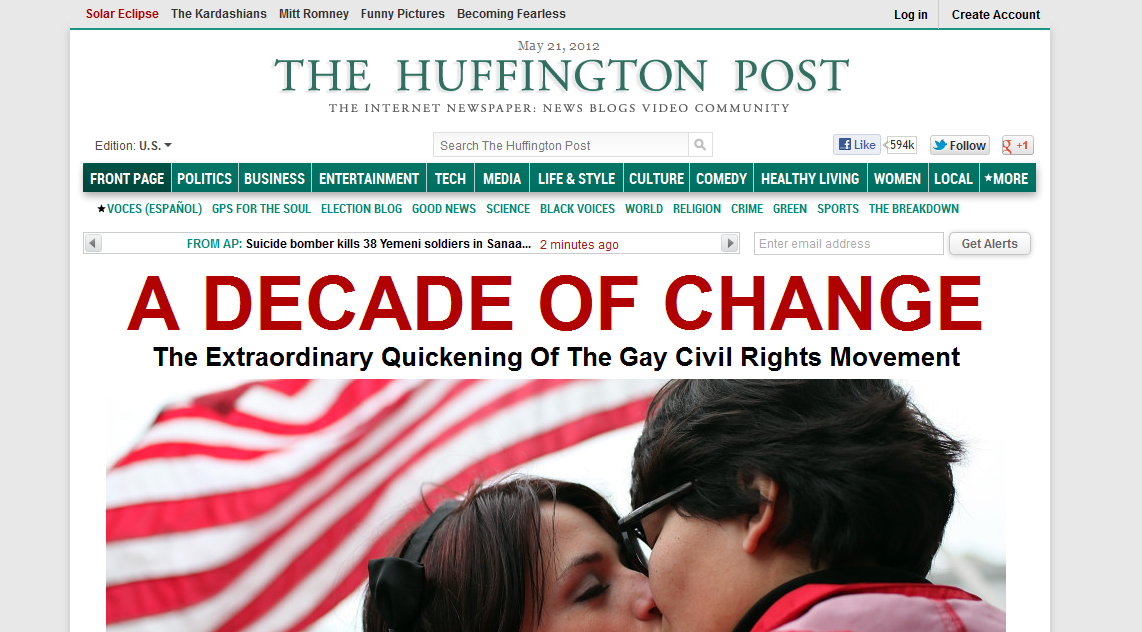 Solar Eclipse The Kardashians Mitt Romney Funny Pictures Becoming Fearless Log in Create Account
May 21, 2012
THE HUFFINGTON POST
THE INTERNET NEWSPAPER: NEWS BLOGS VIDEO COMMUNITY
Edition: U.S. Search The Huffington Post Like 594k Follow g +1
FRONT PAGE POLITICS BUSINESS ENTERTAINMENT TECH MEDIA LIFE & STYLE CULTURE COMEDY HEALTHY LIVING WOMEN LOCAL ★MORE
★VOCES (ESPAÑOL) GPS FOR THE SOUL ELECTION BLOG GOOD NEWS SCIENCE BLACK VOICES WORLD RELIGION CRIME GREEN SPORTS THE BREAKDOWN
FROM AP: Suicide bomber kills 38 Yemeni soldiers in Sanaa... 2 minutes ago Enter email address Get Alerts
A DECADE OF CHANGE
The Extraordinary Quickening Of The Gay Civil Rights Movement